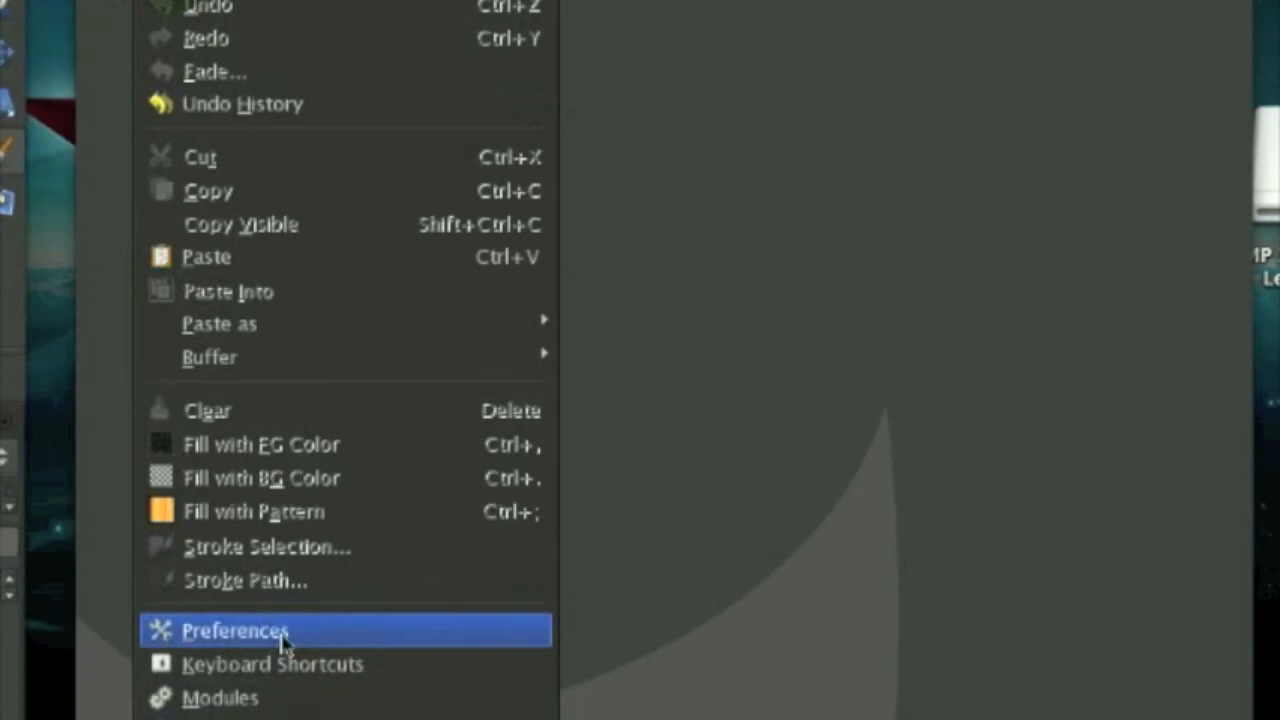 Undo Ctrl+Z
Redo Ctrl+Y
Fade...
Undo History
Cut Ctrl+X
Copy Ctrl+C
Copy Visible Shift+Ctrl+C
Paste Ctrl+V
Paste Into
Paste as
Buffer
Clear Delete
Fill with FG Color Ctrl+,
Fill with BG Color Ctrl+.
Fill with Pattern Ctrl+;
Stroke Selection...
Stroke Path...
Preferences
Keyboard Shortcuts
Modules